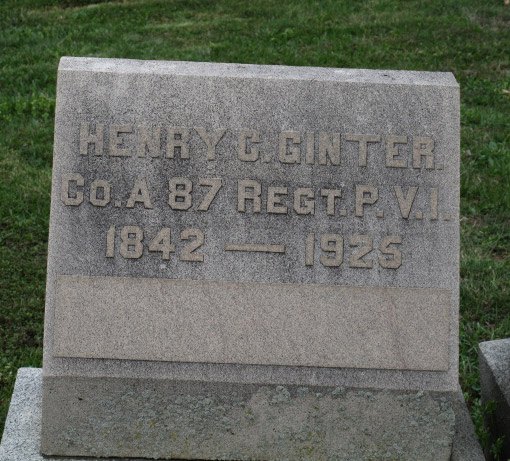 HENRY C. GINTER.
CO. A 87 REGT. P. V. I.
1842 — 1925